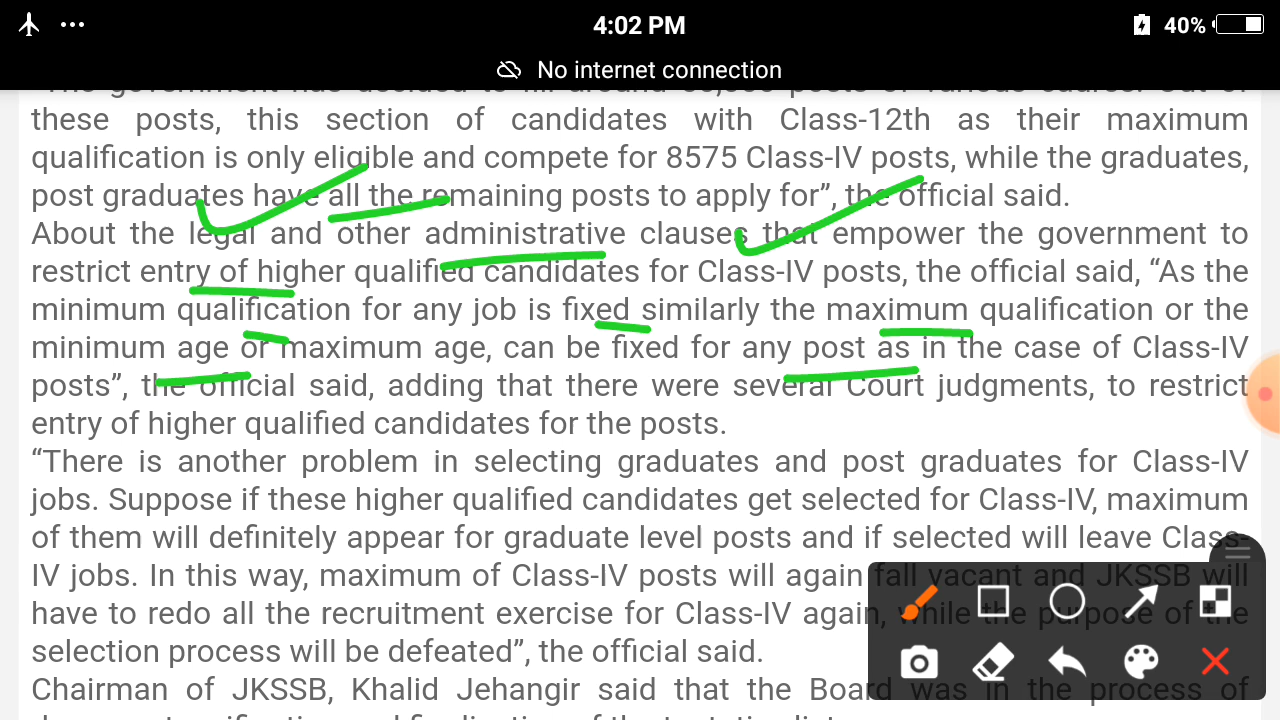 4:02 PM
40%
No internet connection
these posts, this section of candidates with Class-12th as their maximum
qualification is only eligible and compete for 8575 Class-IV posts, while the graduates,
post graduates have all the remaining posts to apply for”, the official said.
About the legal and other administrative clauses that empower the government to
restrict entry of higher qualified candidates for Class-IV posts, the official said, “As the
minimum qualification for any job is fixed similarly the maximum qualification or the
minimum age or maximum age, can be fixed for any post as in the case of Class-IV
posts”, the official said, adding that there were several Court judgments, to restrict
entry of higher qualified candidates for the posts.
“There is another problem in selecting graduates and post graduates for Class-IV
jobs. Suppose if these higher qualified candidates get selected for Class-IV, maximum
of them will definitely appear for graduate level posts and if selected will leave Class-
IV jobs. In this way, maximum of Class-IV posts will again fall vacant and JKSSB will
have to redo all the recruitment exercise for Class-IV again, while the purpose of the
selection process will be defeated”, the official said.
Chairman of JKSSB, Khalid Jehangir said that the Board was in the process of